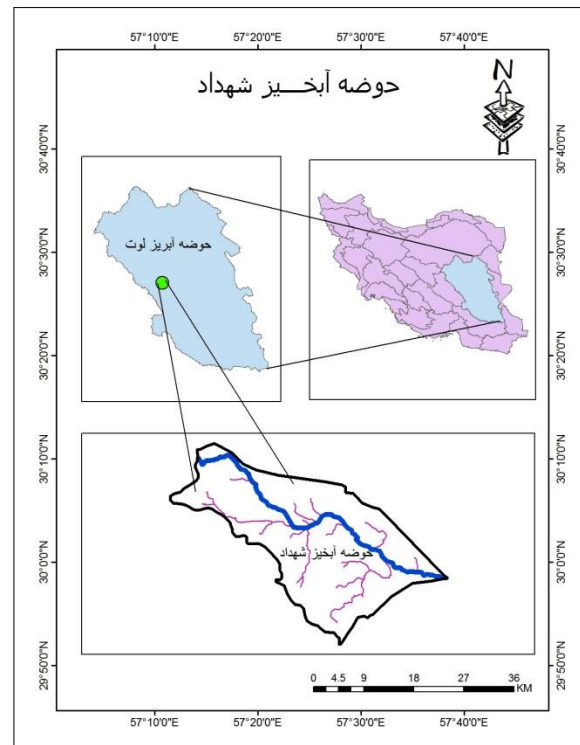 57°10'0"E 57°20'0"E 57°30'0"E 57°40'0"E
حوضه آبخـــیز شهداد
N
30°40'0"N 30°40'0"N
حوضه آبریز لوت
30°30'0"N 30°30'0"N
30°20'0"N 30°20'0"N
30°10'0"N 30°10'0"N
حوضه آبخیز شهداد
30°0'0"N 30°0'0"N
29°50'0"N 29°50'0"N
0 4.5 9 18 27 36
KM
57°10'0"E 57°20'0"E 57°30'0"E 57°40'0"E